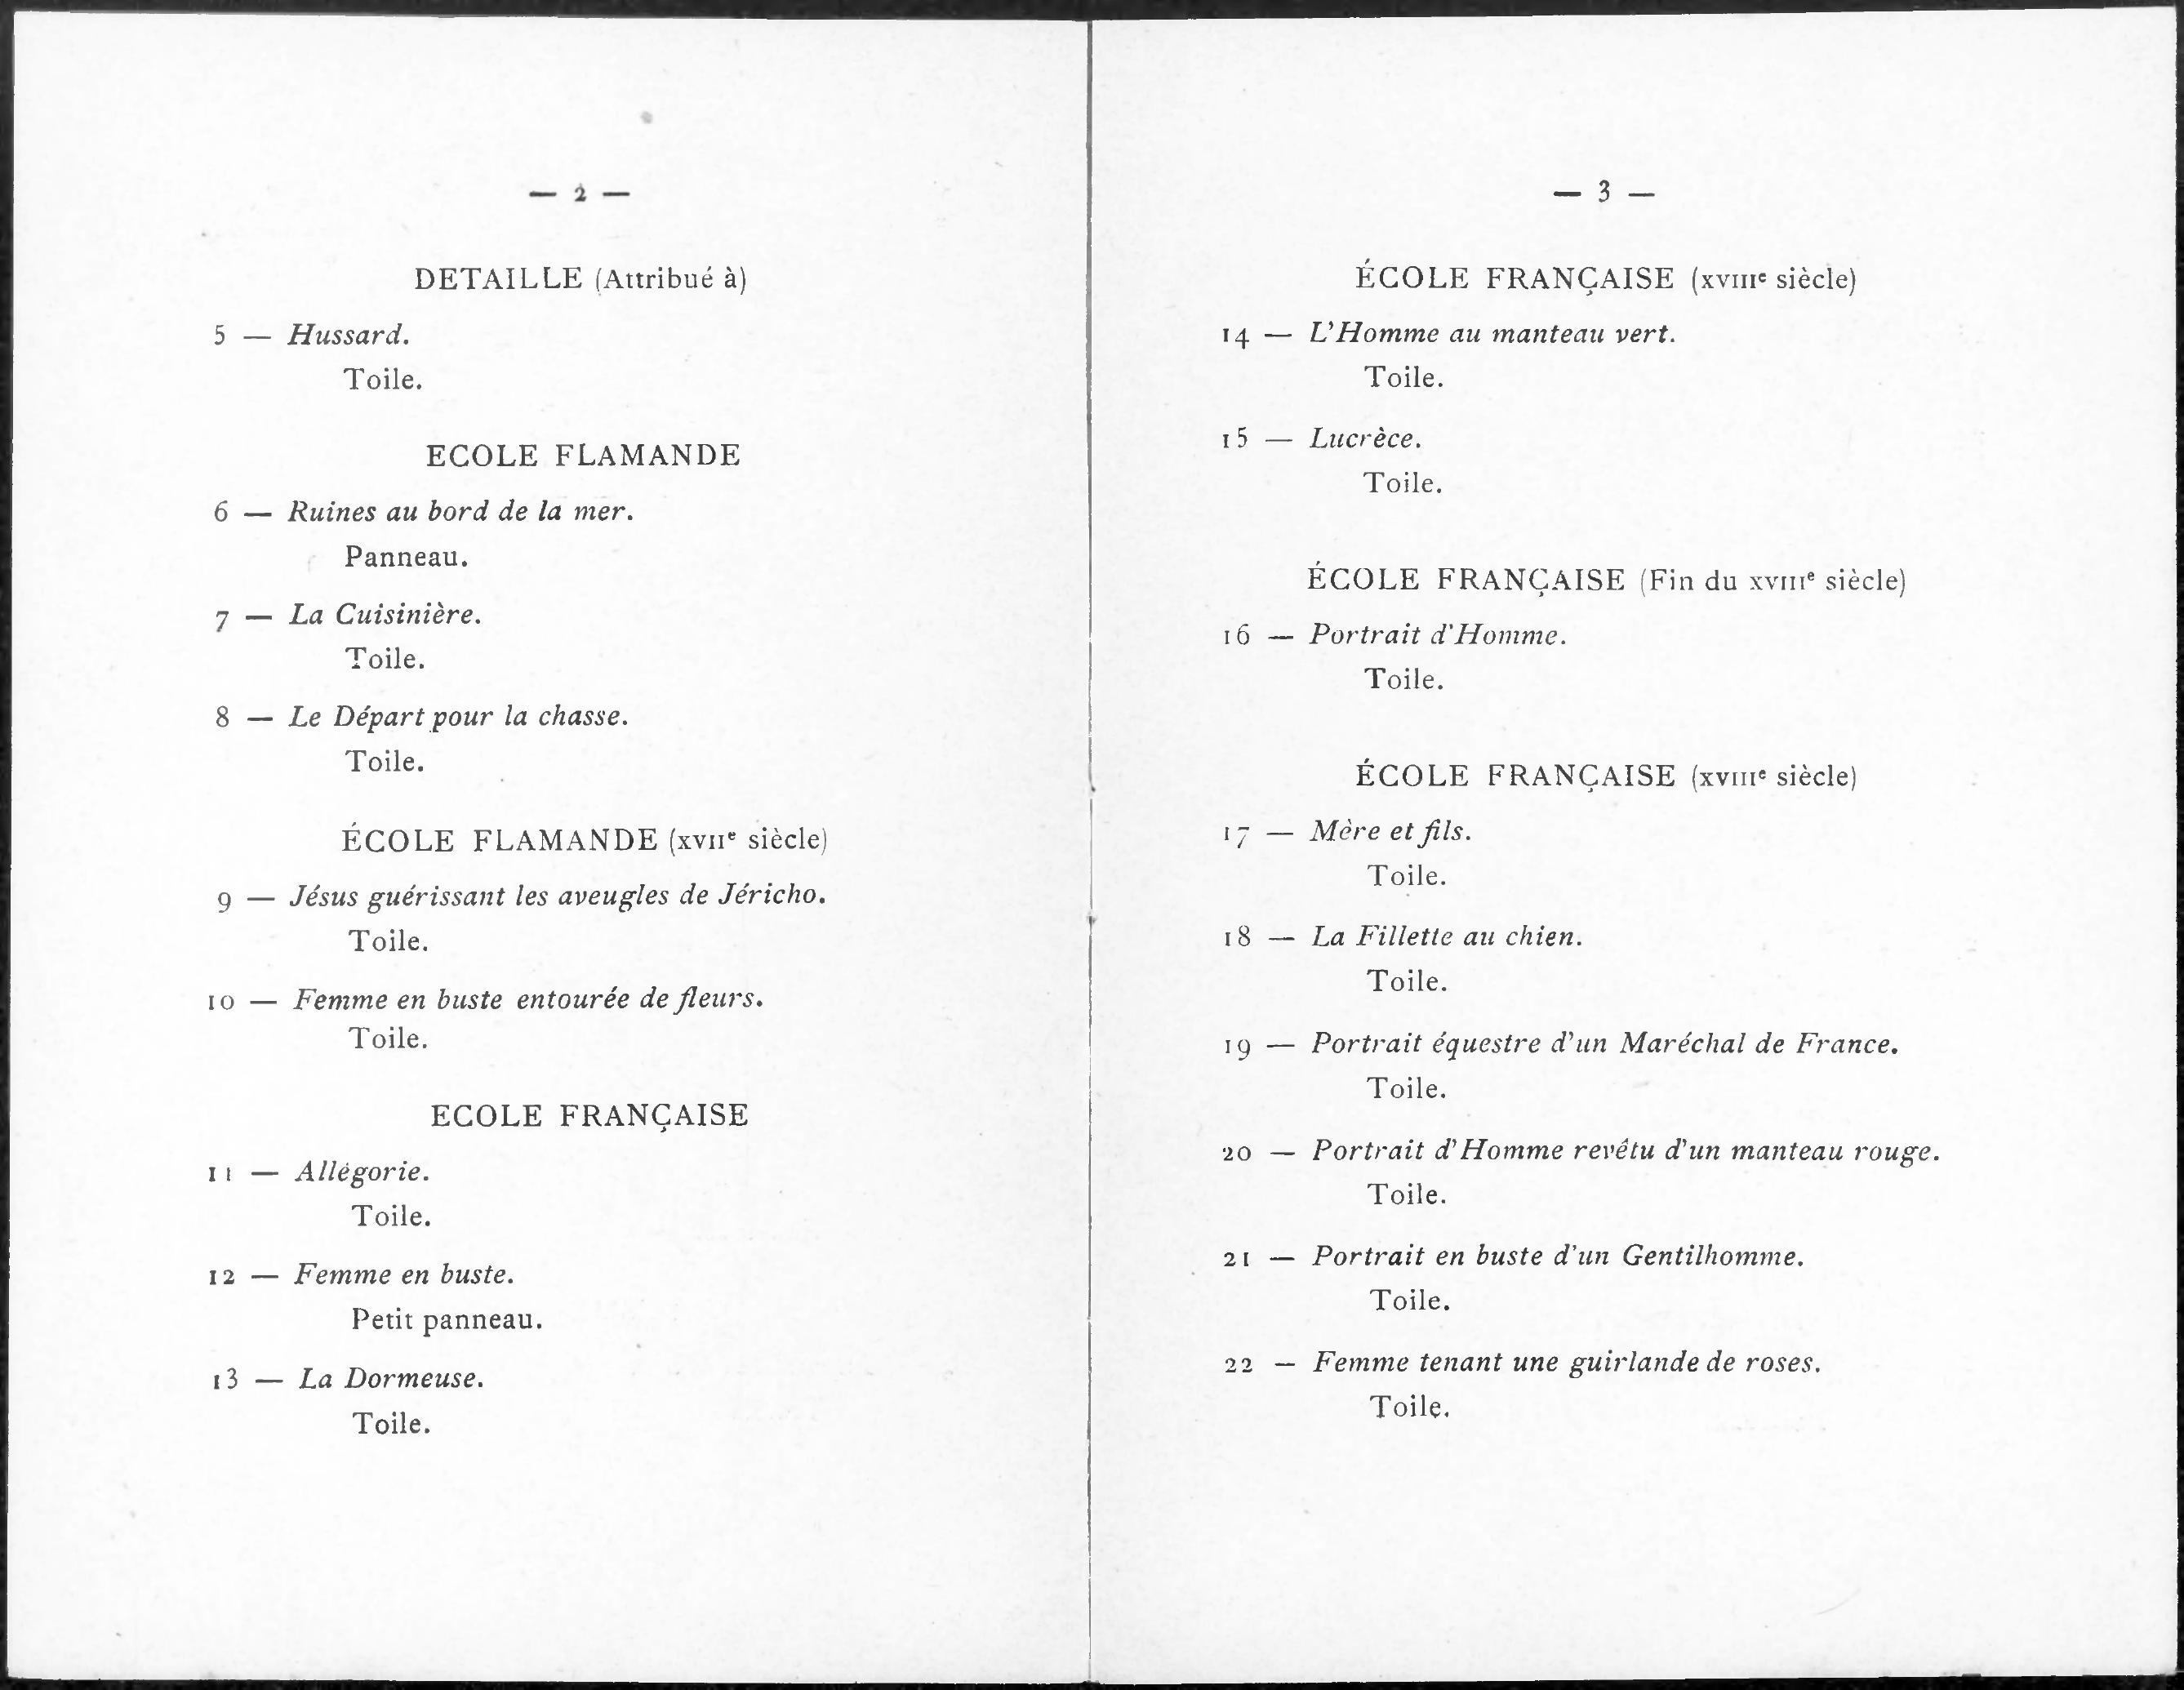 — 2 —
DETAILLE (Attribué à)
5 — Hussard.
Toile.
ECOLE FLAMANDE
6 — Ruines au bord de la mer.
Panneau.
7 — La Cuisinière.
Toile.
8 — Le Départ pour la chasse.
Toile.
ÉCOLE FLAMANDE (XVIIe siècle)
9 — Jésus guérissant les aveugles de Jéricho.
Toile.
10 — Femme en buste entourée de fleurs.
Toile.
ECOLE FRANÇAISE
11 — Allégorie.
Toile.
12 — Femme en buste.
Petit panneau.
13 — La Dormeuse.
Toile.
— 3 —
ÉCOLE FRANÇAISE (XVIIIe siècle)
14 — L'Homme au manteau vert.
Toile.
15 — Lucrèce.
Toile.
ÉCOLE FRANÇAISE (Fin du XVIIIe siècle)
16 — Portrait d'Homme.
Toile.
ÉCOLE FRANÇAISE (XVIIIe siècle)
17 — Mère et fils.
Toile.
18 — La Fillette au chien.
Toile.
19 — Portrait équestre d'un Maréchal de France.
Toile.
20 — Portrait d'Homme revêtu d'un manteau rouge.
Toile.
21 — Portrait en buste d'un Gentilhomme.
Toile.
22 — Femme tenant une guirlande de roses.
Toile.